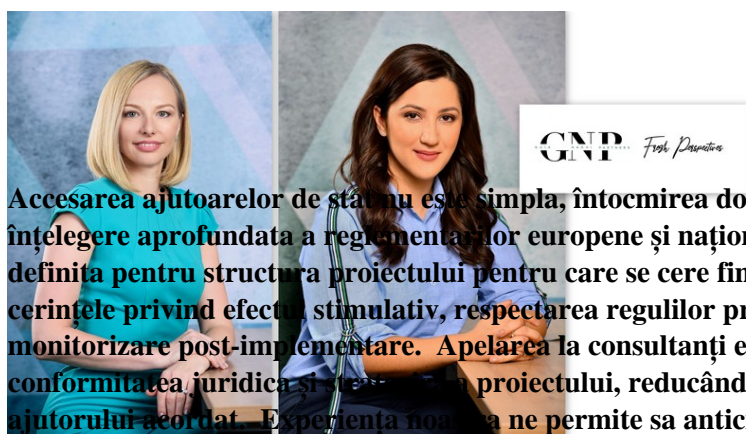 GNP Fresh Perspectives
Accesarea ajutoarelor de stat nu este simpla, întocmirea do
înțelegere aprofundata a reglementarilor europene și națion
definita pentru structura proiectului pentru care se cere fin
cerințele privind efectul stimulativ, respectarea regulilor pr
monitorizare post-implementare. Apelarea la consultanți e
conformitatea juridica și a proiectului, reducând
ajutorului acordat. Experiența noastra ne permite sa antic